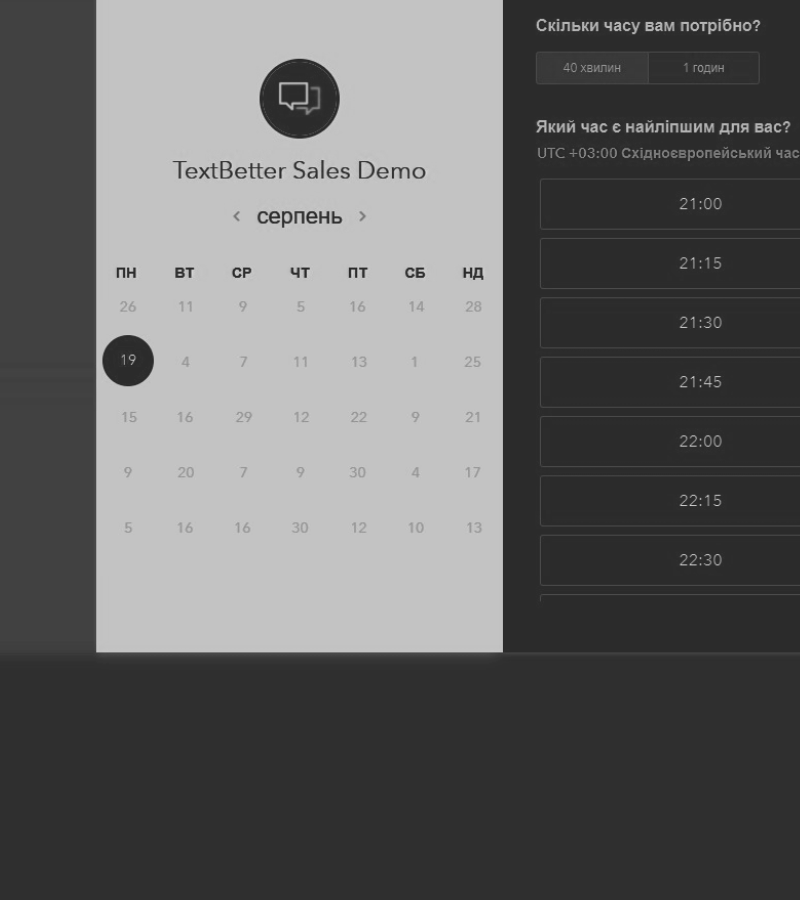 TextBetter Sales Demo
серпень
ПН ВТ СР ЧТ ПТ СБ НД
26 11 9 5 16 14 28
19 4 7 11 13 1 25
15 16 29 12 22 9 21
9 20 7 9 30 4 17
5 16 16 30 12 10 13
Скільки часу вам потрібно?
40 хвилин 1 годин
Який час є найліпшим для вас?
UTC +03:00 Східноєвропейський час
21:00
21:15
21:30
21:45
22:00
22:15
22:30